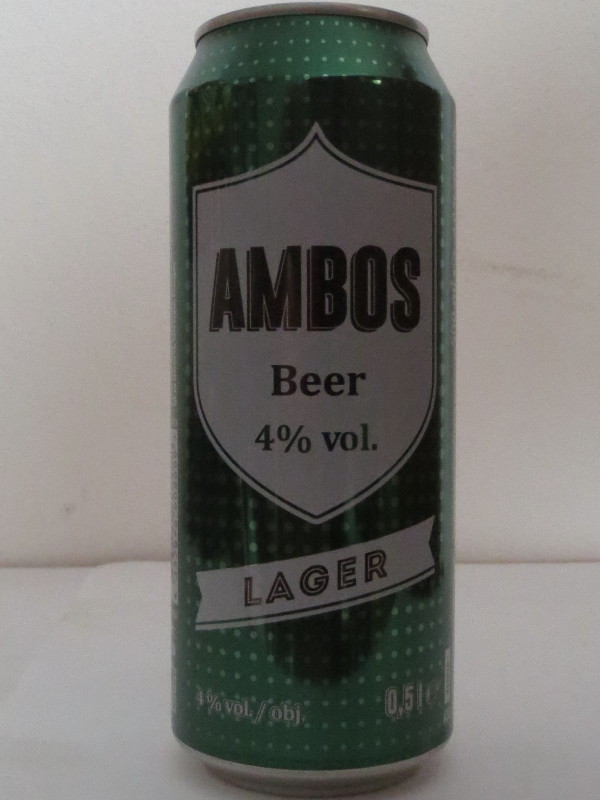 AMBOS
Beer
4% vol.
LAGER
4% vol. / obj.
0,5 l e